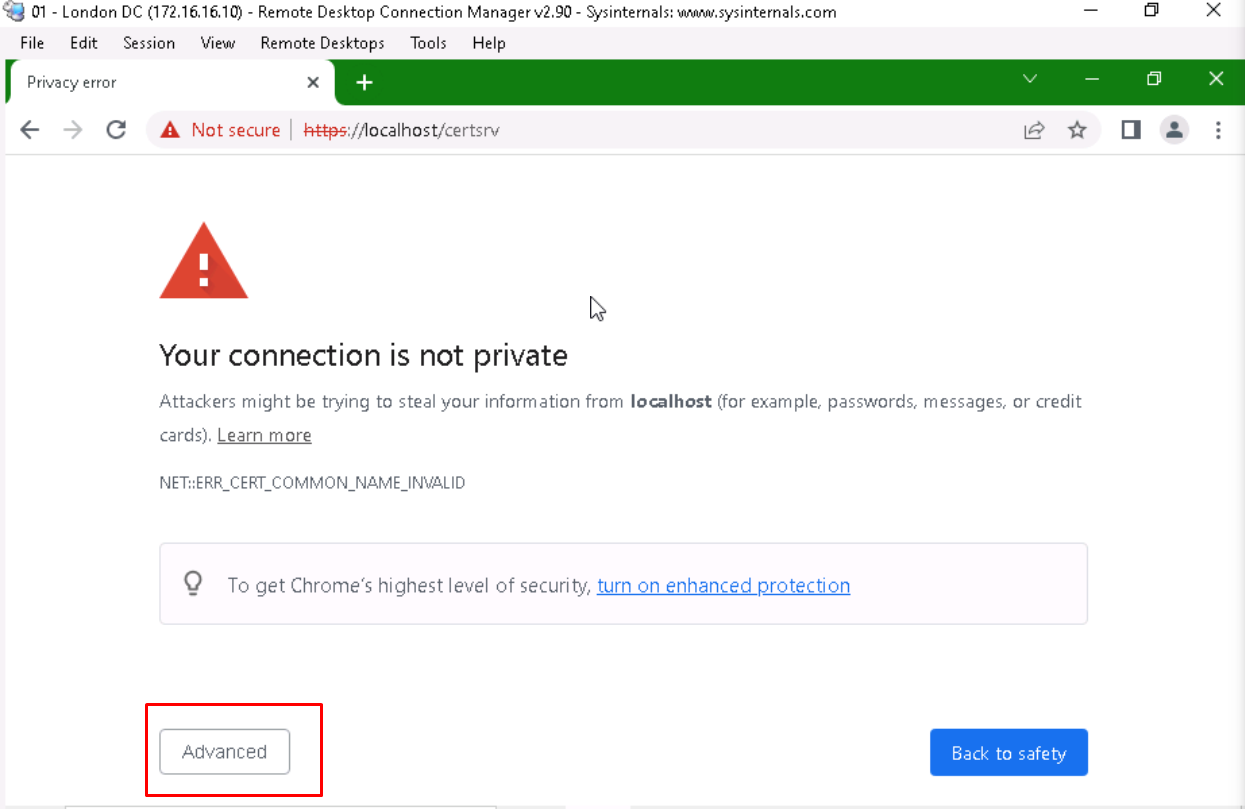 01 - London DC (172.16.16.10) - Remote Desktop Connection Manager v2.90 - Sysinternals: www.sysinternals.com
File Edit Session View Remote Desktops Tools Help
Privacy error
Not secure https://localhost/certsrv
Your connection is not private
Attackers might be trying to steal your information from localhost (for example, passwords, messages, or credit
cards). Learn more
NET::ERR_CERT_COMMON_NAME_INVALID
To get Chrome's highest level of security, turn on enhanced protection
Advanced
Back to safety